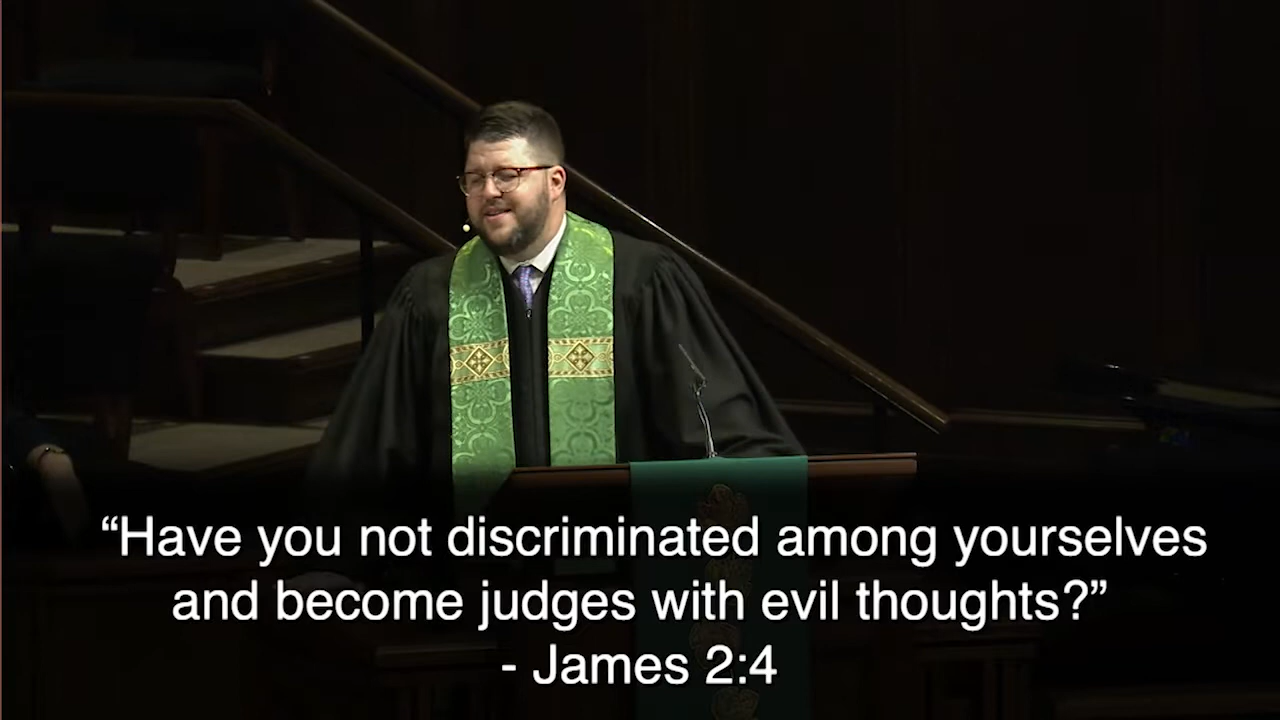 “Have you not discriminated among yourselves
and become judges with evil thoughts?”
- James 2:4